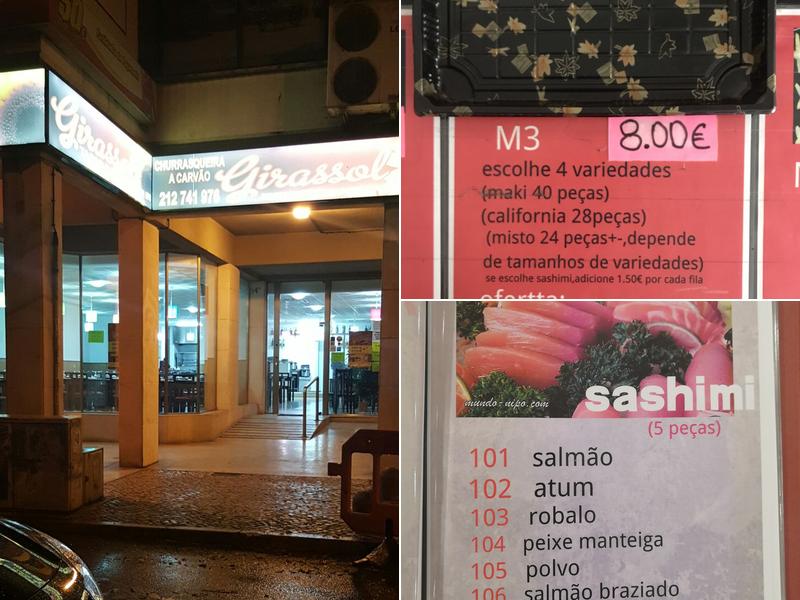 Girassol
CHURRASQUEIRA
A CARVÃO
212 741 976
Girassol
M3
8.00€
escolhe 4 variedades
(maki 40 peças)
(california 28peças)
(misto 24 peças+-,depende
de tamanhos de variedades)
se escolhe sashimi,adicione 1.50€ por cada fila
ofertta:
mundo-nipo.com
sashimi
(5 peças)
101 salmão
102 atum
103 robalo
104 peixe manteiga
105 polvo
106 salmão braziado